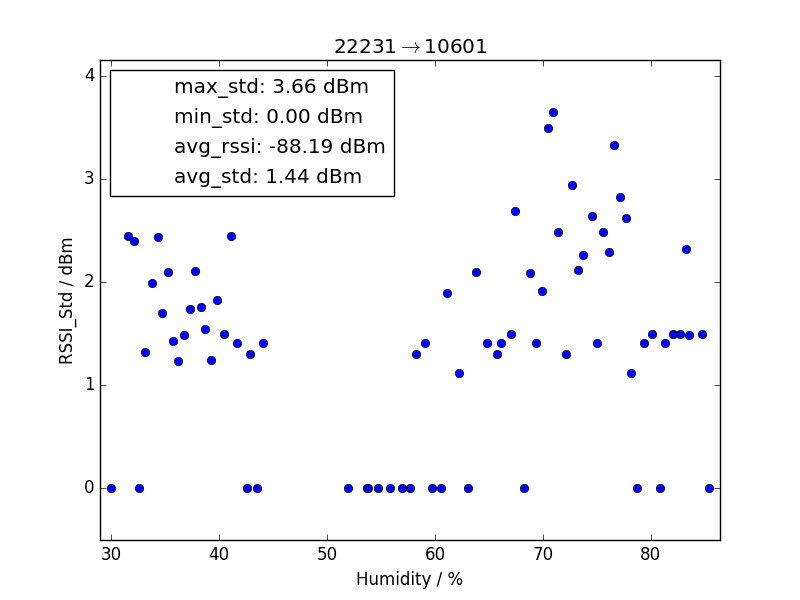 22231→10601
max_std: 3.66 dBm
min_std: 0.00 dBm
avg_rssi: -88.19 dBm
avg_std: 1.44 dBm
RSSI_Std / dBm
4
3
2
1
0
30 40 50 60 70 80
Humidity / %